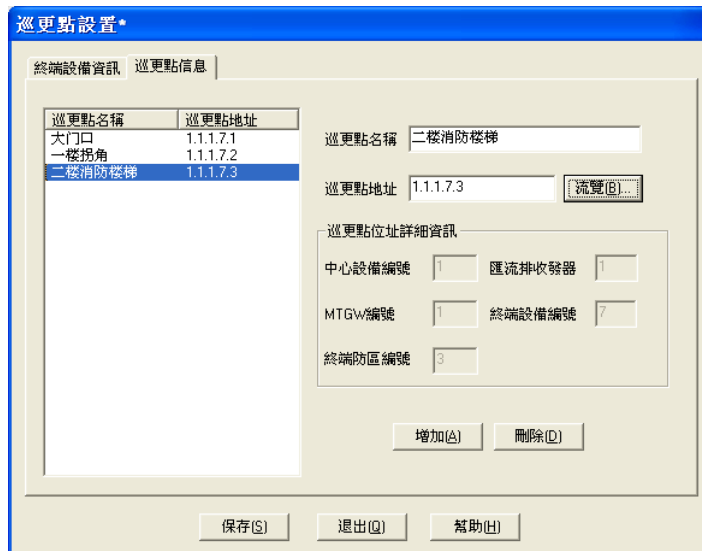 巡更點設置*
終端設備資訊 巡更點信息
巡更點名稱 巡更點地址
大门口 1.1.1.7.1
一楼拐角 1.1.1.7.2
二楼消防楼梯 1.1.1.7.3
巡更點名稱 二楼消防楼梯
巡更點地址 1.1.1.7.3 流覽(B)...
巡更點位址詳細資訊
中心設備編號 1 匯流排收發器 1
MTGW編號 1 終端設備編號 7
終端防區編號 3
增加(A) 刪除(D)
保存(S) 退出(Q) 幫助(H)